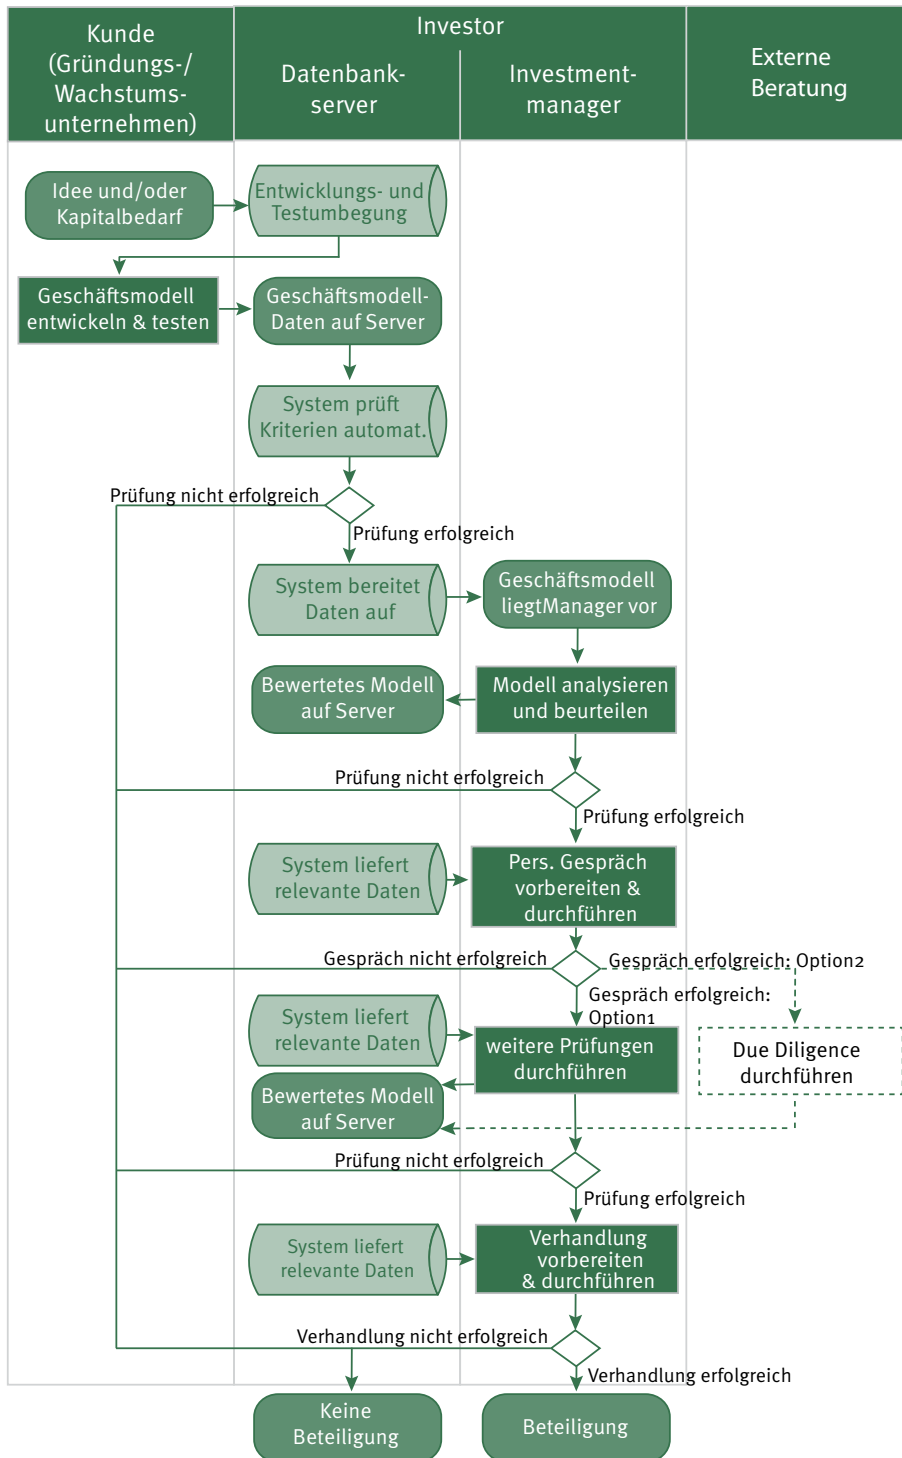 Kunde
(Gründungs-/
Wachstums-
unternehmen)
Investor
Datenbank-
server
Investment-
manager
Externe
Beratung
Idee und/oder
Kapitalbedarf
Entwicklungs- und
Testumbegung
Geschäftsmodell
entwickeln & testen
Geschäftsmodell-
Daten auf Server
System prüft
Kriterien automat.
Prüfung nicht erfolgreich
Prüfung erfolgreich
System bereitet
Daten auf
Geschäftsmodell
liegtManager vor
Bewertetes Modell
auf Server
Modell analysieren
und beurteilen
Prüfung nicht erfolgreich
Prüfung erfolgreich
System liefert
relevante Daten
Pers. Gespräch
vorbereiten &
durchführen
Gespräch nicht erfolgreich
Gespräch erfolgreich: Option2
Gespräch erfolgreich:
Option1
System liefert
relevante Daten
weitere Prüfungen
durchführen
Due Diligence
durchführen
Bewertetes Modell
auf Server
Prüfung nicht erfolgreich
Prüfung erfolgreich
System liefert
relevante Daten
Verhandlung
vorbereiten
& durchführen
Verhandlung nicht erfolgreich
Verhandlung erfolgreich
Keine
Beteiligung
Beteiligung